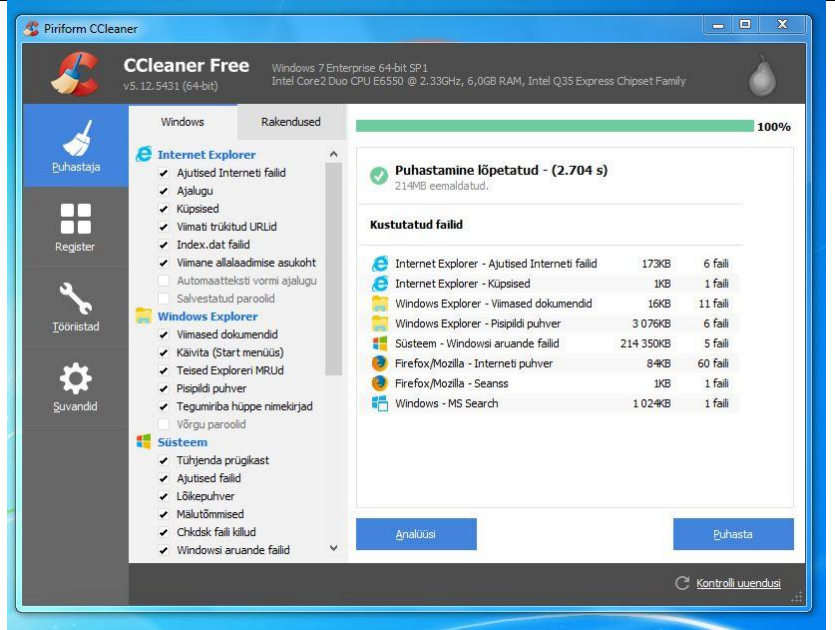 Piriform CCleaner
CCleaner Free
v5.12.5431 (64-bit)
Windows 7 Enterprise 64-bit SP1
Intel Core2 Duo CPU E6550 @ 2.33GHz, 6,0GB RAM, Intel Q35 Express Chipset Family
Puhastaja
Register
Tööriistad
Suvandid
Windows
Rakendused
Internet Explorer
Ajutised Interneti failid
Ajalugu
Küpsised
Viimati trükitud URLid
Index.dat failid
Viimane allalaadimise asukoht
Automaatteksti vormi ajalugu
Salvestatud paroolid
Windows Explorer
Viimased dokumendid
Käivita (Start menüüs)
Teised Exploreri MRUd
Pisipildi puhver
Tegumiriba hüppe nimekirjad
Võrgu paroolid
Süsteem
Tühjenda prügikast
Ajutised failid
Lõikepuhver
Mälutõmmised
Chkdsk faili killud
Windowsi aruande failid
100%
Puhastamine lõpetatud - (2.704 s)
214MB eemaldatud.
Kustutatud failid
Internet Explorer - Ajutised Interneti failid 173KB 6 faili
Internet Explorer - Küpsised 1KB 1 faili
Windows Explorer - Viimased dokumendid 16KB 11 faili
Windows Explorer - Pisipildi puhver 3 076KB 6 faili
Süsteem - Windowsi aruande failid 214 350KB 5 faili
Firefox/Mozilla - Interneti puhver 84KB 60 faili
Firefox/Mozilla - Seanss 1KB 1 faili
Windows - MS Search 1 024KB 1 faili
Analüüsi
Puhasta
Kontrolli uuendusi